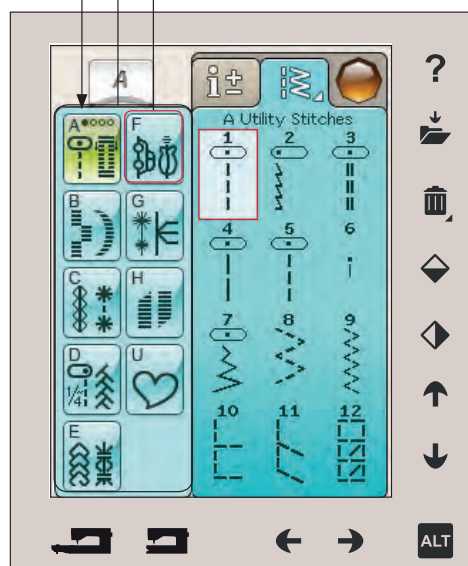 A
i±
?
A Utility Stitches
A F
1 2 3
B G
4 5 6
C H
7 8 9
D U
1/4"
10 11 12
E
ALT